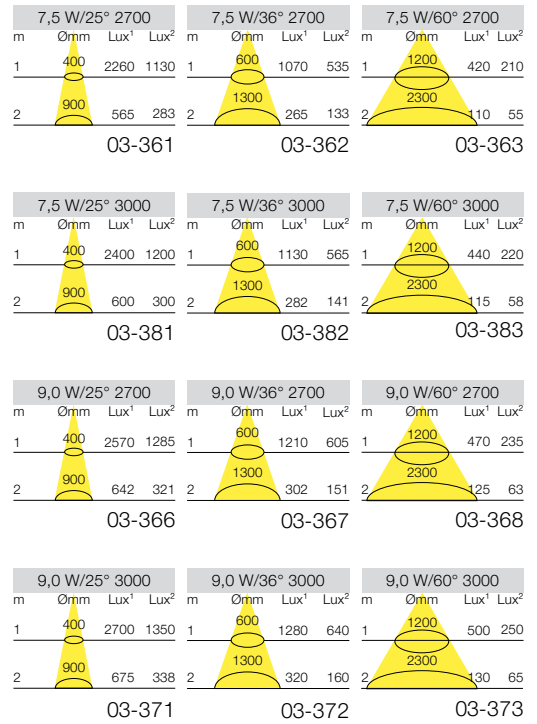 7,5 W/25° 2700
m Ømm Lux¹ Lux²
1 400 2260 1130
2 900 565 283
03-361
7,5 W/36° 2700
m Ømm Lux¹ Lux²
1 600 1070 535
2 1300 265 133
03-362
7,5 W/60° 2700
m Ømm Lux¹ Lux²
1 1200 420 210
2 2300 110 55
03-363
7,5 W/25° 3000
m Ømm Lux¹ Lux²
1 400 2400 1200
2 900 600 300
03-381
7,5 W/36° 3000
m Ømm Lux¹ Lux²
1 600 1130 565
2 1300 282 141
03-382
7,5 W/60° 3000
m Ømm Lux¹ Lux²
1 1200 440 220
2 2300 115 58
03-383
9,0 W/25° 2700
m Ømm Lux¹ Lux²
1 400 2570 1285
2 900 642 321
03-366
9,0 W/36° 2700
m Ømm Lux¹ Lux²
1 600 1210 605
2 1300 302 151
03-367
9,0 W/60° 2700
m Ømm Lux¹ Lux²
1 1200 470 235
2 2300 125 63
03-368
9,0 W/25° 3000
m Ømm Lux¹ Lux²
1 400 2700 1350
2 900 675 338
03-371
9,0 W/36° 3000
m Ømm Lux¹ Lux²
1 600 1280 640
2 1300 320 160
03-372
9,0 W/60° 3000
m Ømm Lux¹ Lux²
1 1200 500 250
2 2300 130 65
03-373